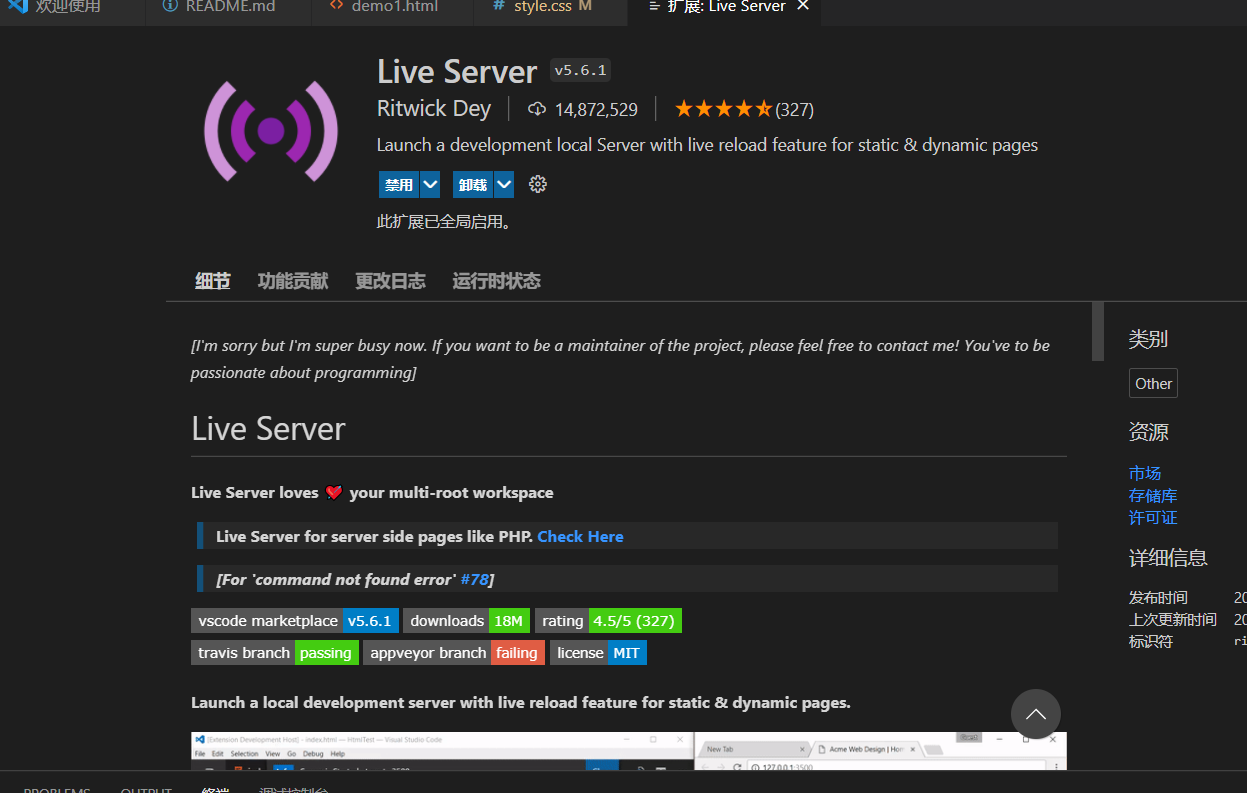 欢迎使用 README.md demo1.html # style.css M 扩展: Live Server
Live Server v5.6.1
Ritwick Dey 14,872,529 (327)
Launch a development local Server with live reload feature for static & dynamic pages
禁用 卸载
此扩展已全局启用。
细节 功能贡献 更改日志 运行时状态
[I'm sorry but I'm super busy now. If you want to be a maintainer of the project, please feel free to contact me! You've to be
passionate about programming]
Live Server
Live Server loves your multi-root workspace
Live Server for server side pages like PHP. Check Here
[For 'command not found error' #78]
vscode marketplace v5.6.1 downloads 18M rating 4.5/5 (327)
travis branch passing appveyor branch failing license MIT
Launch a local development server with live reload feature for static & dynamic pages.
[Extension Development Host] - index.html — HtmlTest — Visual Studio Code
File Edit Selection View Go Debug Help
New Tab Acme Web Design | Hom Guest
127.0.0.1:3500
类别
Other
资源
市场
存储库
许可证
详细信息
发布时间 20
上次更新时间 20
标识符 ri
PROBLEMS OUTPUT 终端 调试控制台